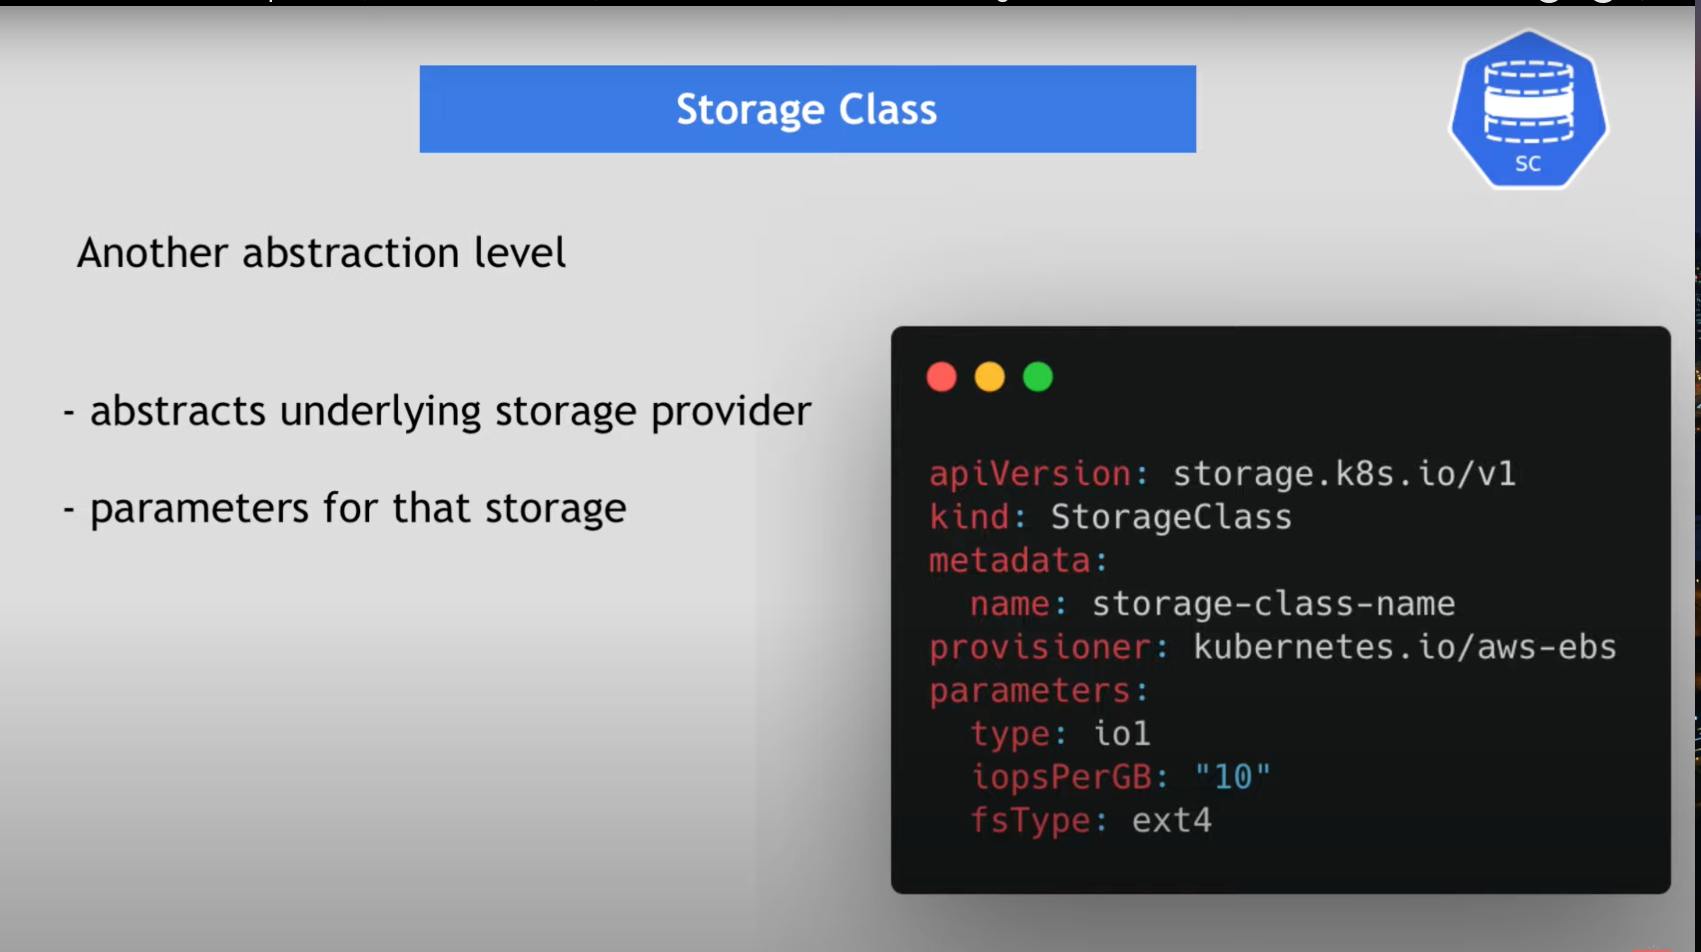 Storage Class
SC
Another abstraction level
- abstracts underlying storage provider
- parameters for that storage
apiVersion: storage.k8s.io/v1
kind: StorageClass
metadata:
  name: storage-class-name
provisioner: kubernetes.io/aws-ebs
parameters:
  type: io1
  iopsPerGB: "10"
  fsType: ext4